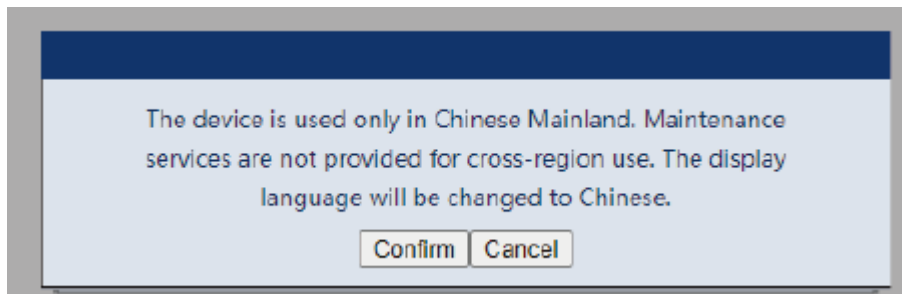 The device is used only in Chinese Mainland. Maintenance
services are not provided for cross-region use. The display
language will be changed to Chinese.
Confirm Cancel